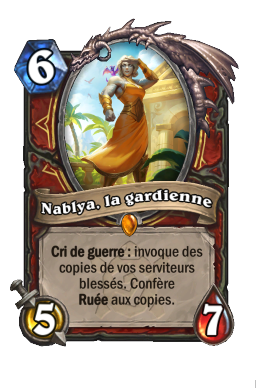 6
Nablya, la gardienne
Cri de guerre : invoque des
copies de vos serviteurs
blessés. Confère
Ruée aux copies.
5
7